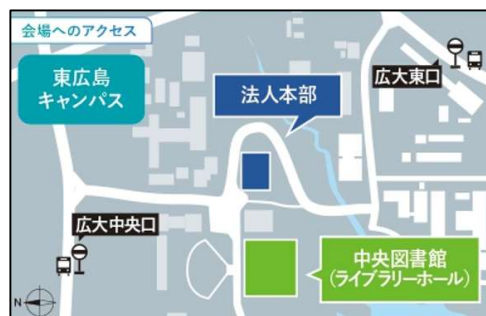 会場へのアクセス
東広島
キャンパス
法人本部
広大東口
広大中央口
中央図書館
(ライブラリーホール)
N